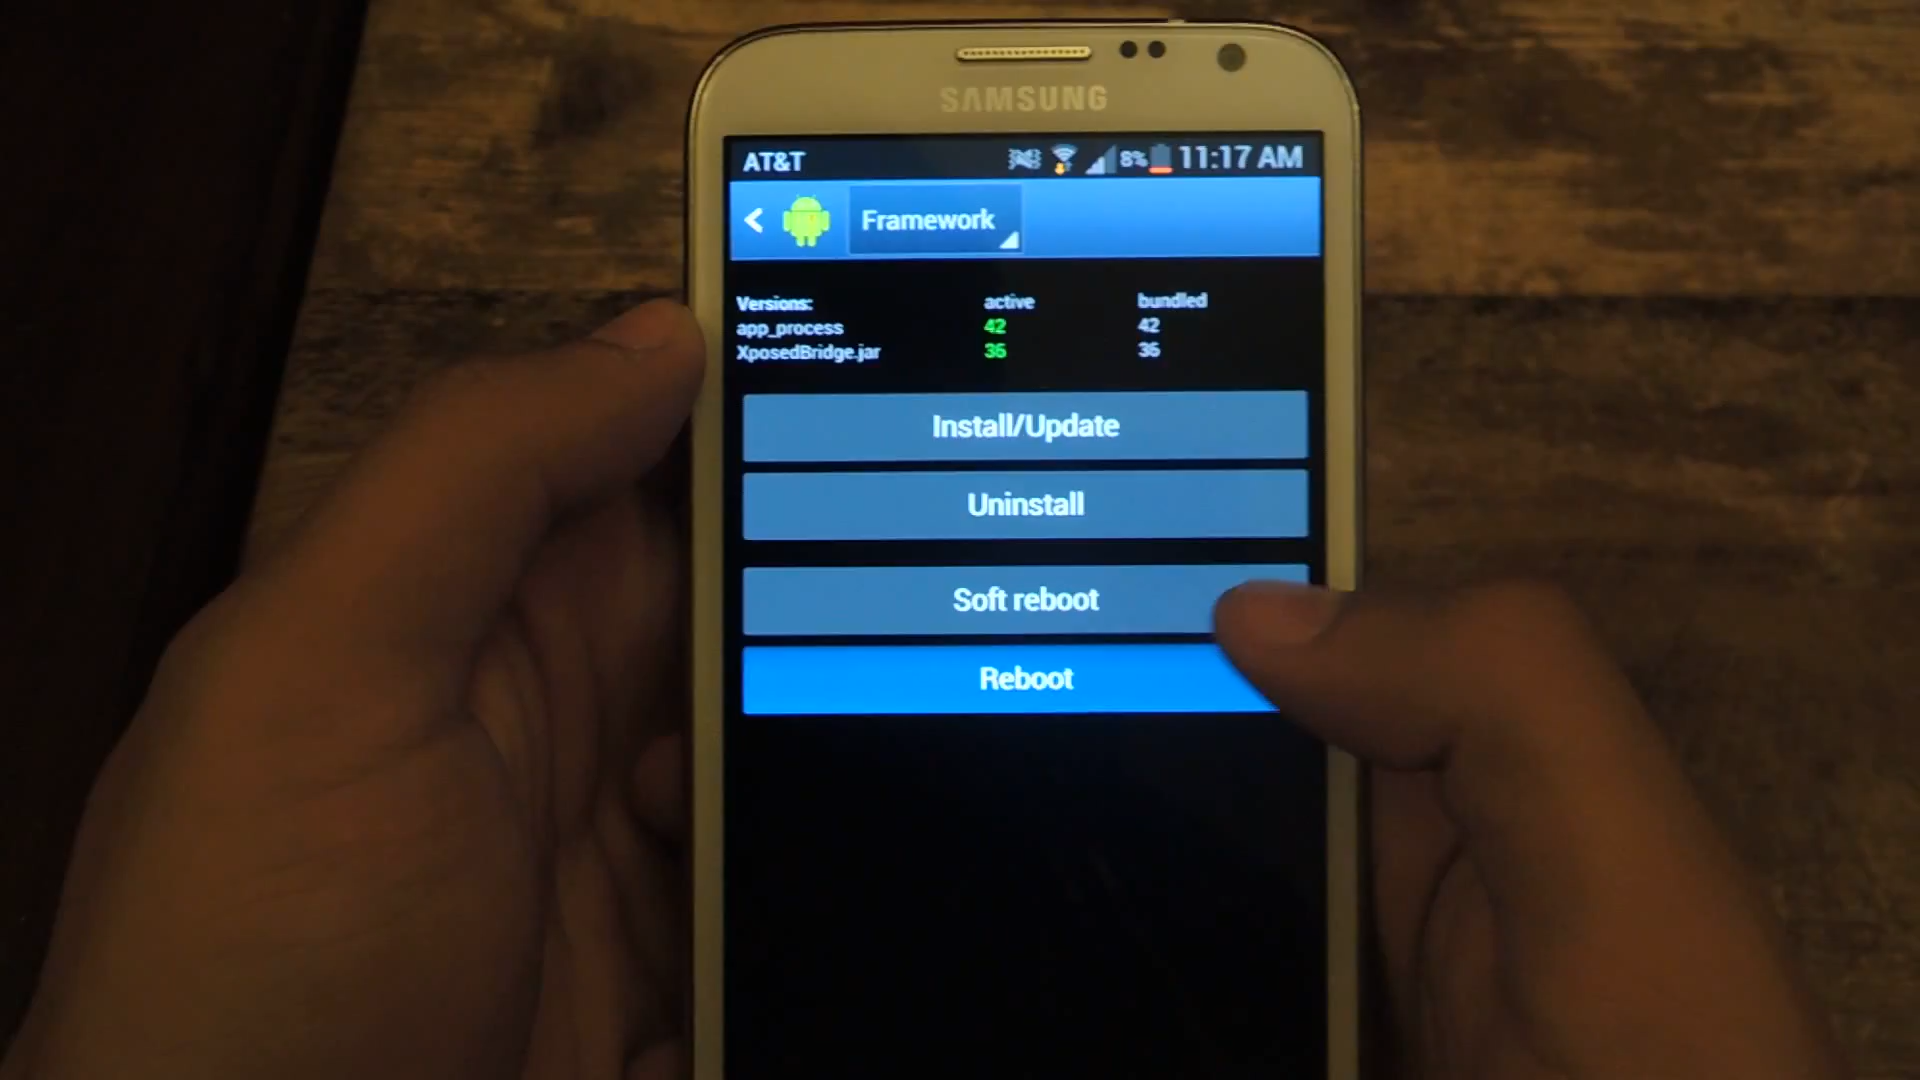 SAMSUNG
AT&T 8% 11:17 AM
Framework
Versions: active bundled
app_process 42 42
XposedBridge.jar 36 36
Install/Update
Uninstall
Soft reboot
Reboot